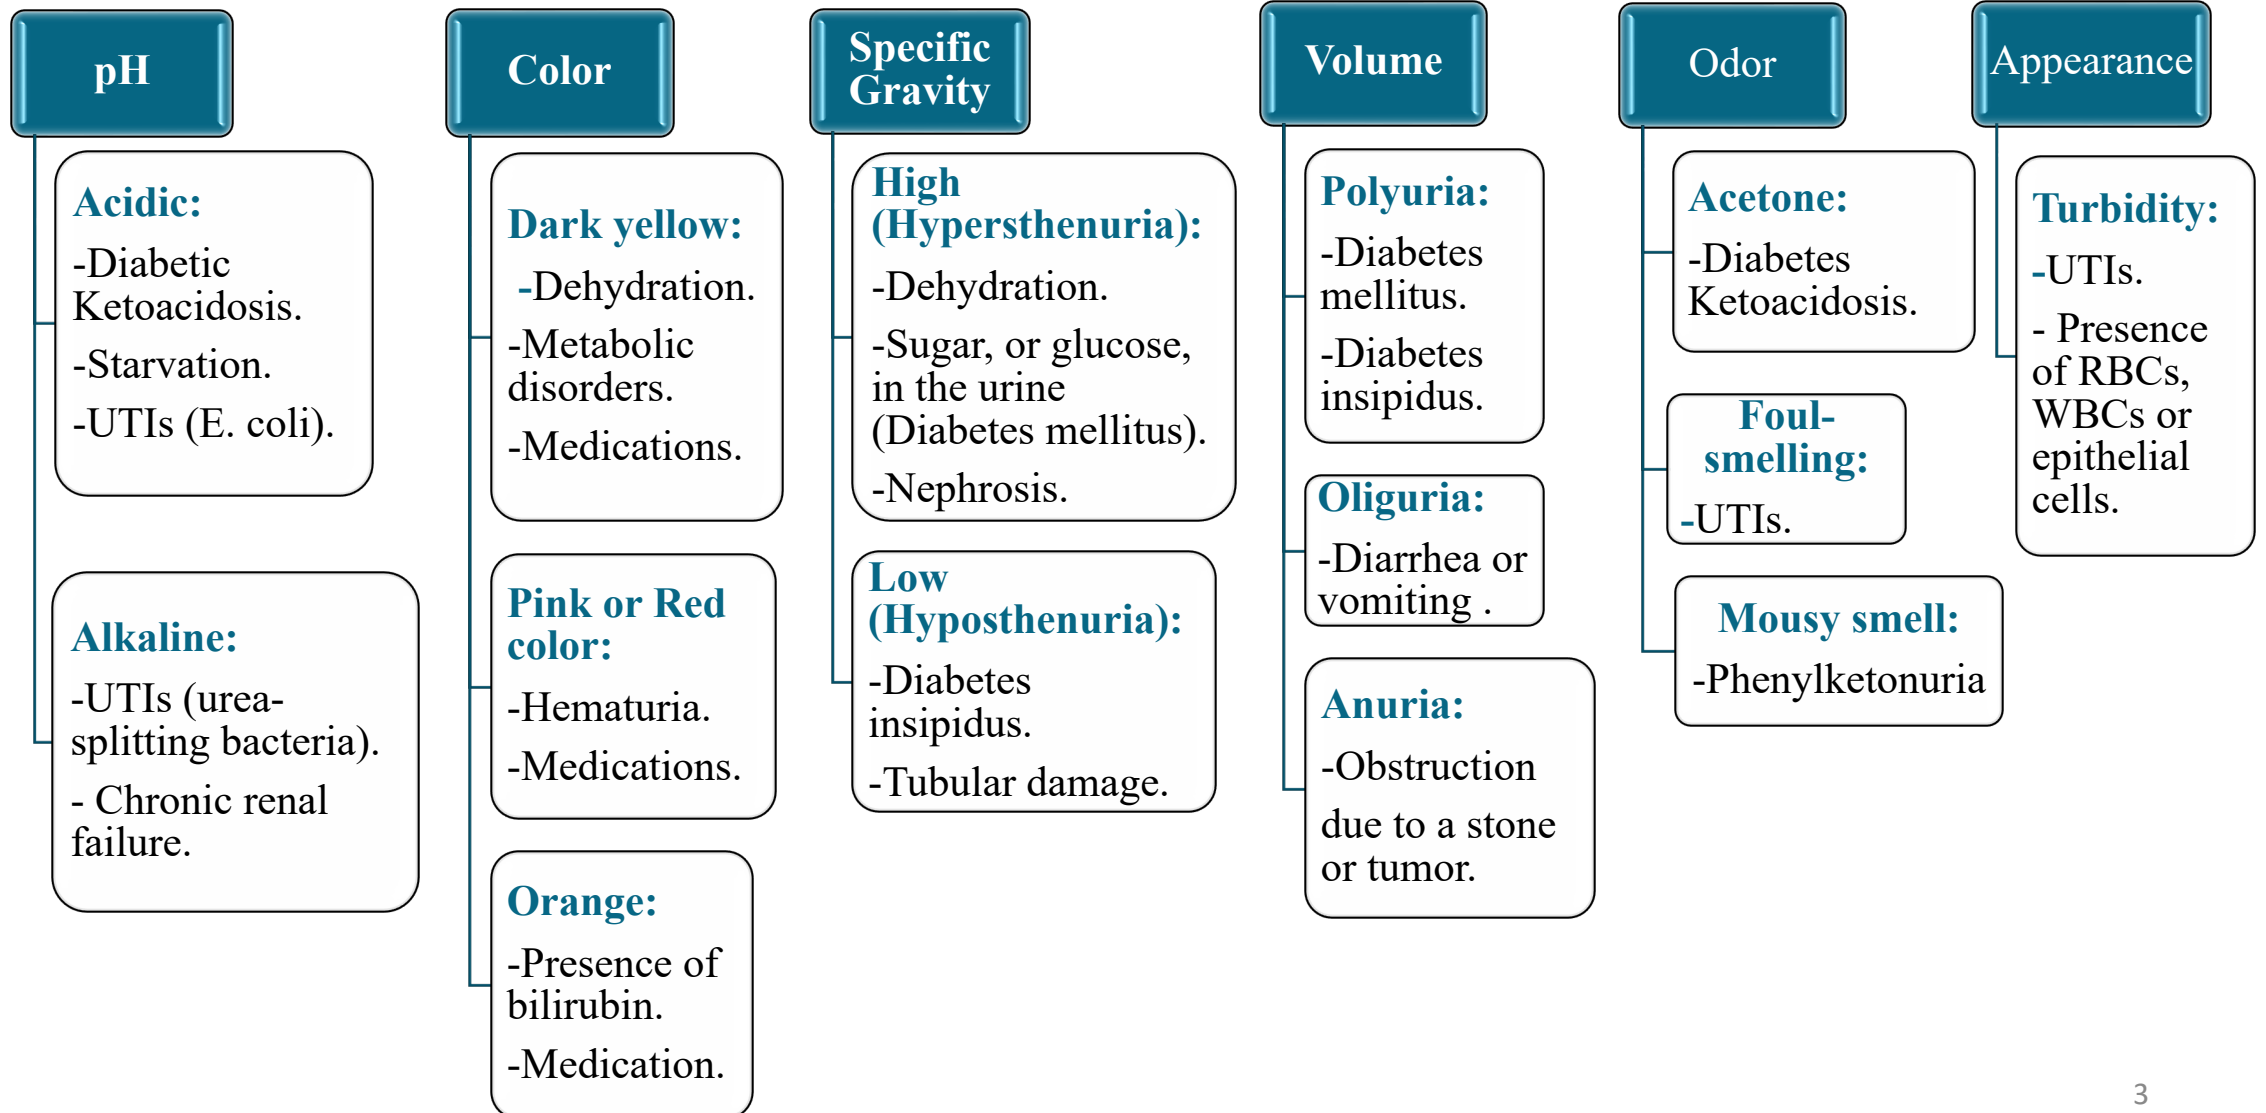 pH
Acidic:
-Diabetic
Ketoacidosis.
-Starvation.
-UTIs (E. coli).
Alkaline:
-UTIs (urea-
splitting bacteria).
- Chronic renal
failure.
Color
Dark yellow:
-Dehydration.
-Metabolic
disorders.
-Medications.
Pink or Red
color:
-Hematuria.
-Medications.
Orange:
-Presence of
bilirubin.
-Medication.
Specific
Gravity
High
(Hypersthenuria):
-Dehydration.
-Sugar, or glucose,
in the urine
(Diabetes mellitus).
-Nephrosis.
Low
(Hyposthenuria):
-Diabetes
insipidus.
-Tubular damage.
Volume
Polyuria:
-Diabetes
mellitus.
-Diabetes
insipidus.
Oliguria:
-Diarrhea or
vomiting .
Anuria:
-Obstruction
due to a stone
or tumor.
Odor
Acetone:
-Diabetes
Ketoacidosis.
Foul-
smelling:
-UTIs.
Mousy smell:
-Phenylketonuria
Appearance
Turbidity:
-UTIs.
- Presence
of RBCs,
WBCs or
epithelial
cells.
3